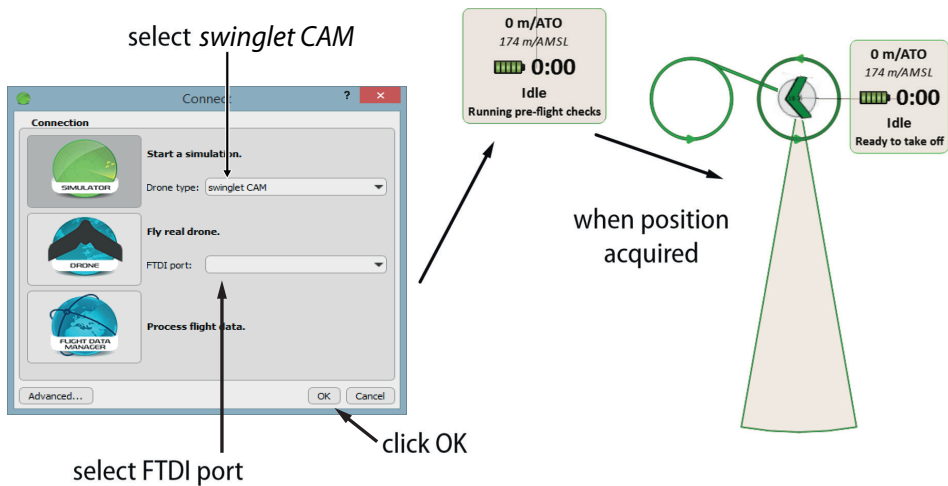 select swinglet CAM
Connect
?
×
Connection
SIMULATOR
Start a simulation.
Drone type: swinglet CAM
DRONE
Fly real drone.
FTDI port:
FLIGHT DATA
MANAGER
Process flight data.
Advanced...
OK
Cancel
click OK
select FTDI port
0 m/ATO
174 m/AMSL
0:00
Idle
Running pre-flight checks
when position
acquired
0 m/ATO
174 m/AMSL
0:00
Idle
Ready to take off